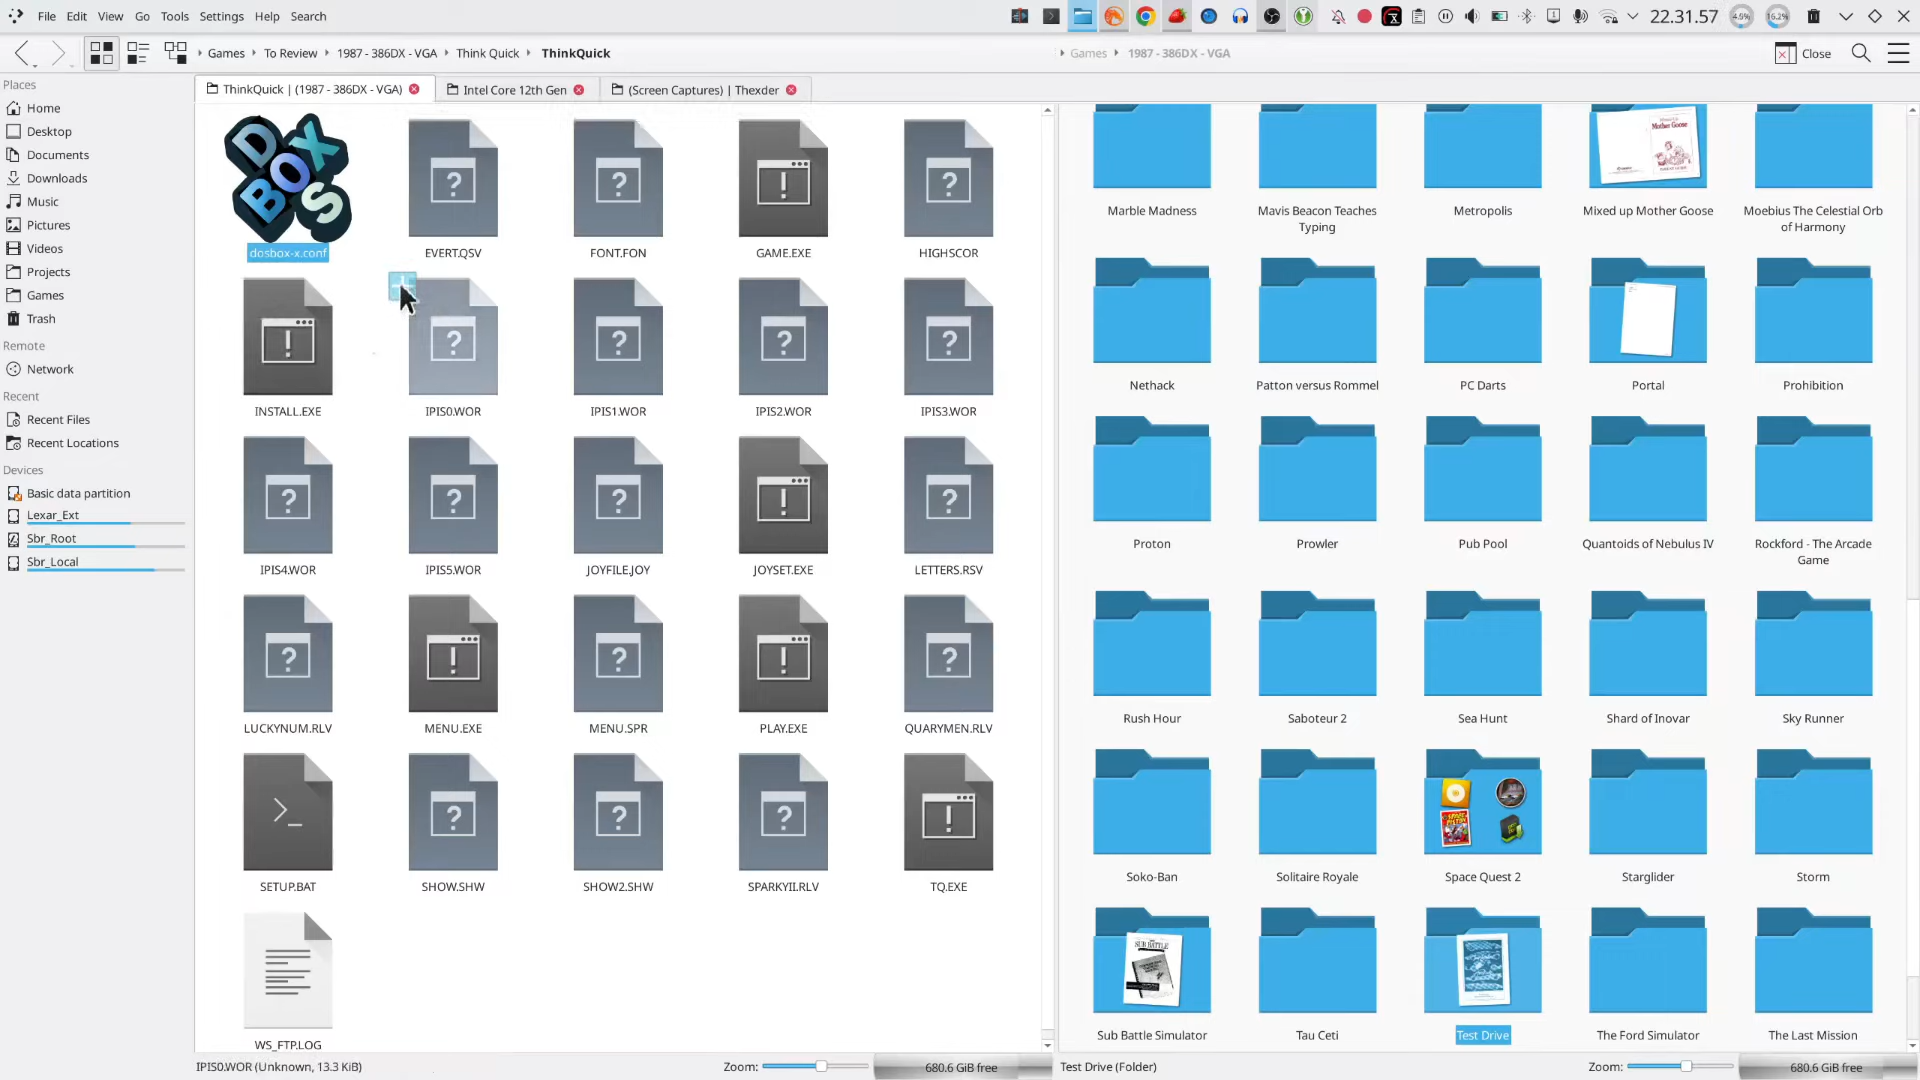 File Edit View Go Tools Settings Help Search
22.31.57
4.9%
16.2%
Games To Review 1987 - 386DX - VGA Think Quick ThinkQuick
Games 1987 - 386DX - VGA
Close
Places
Home
Desktop
Documents
Downloads
Music
Pictures
Videos
Projects
Games
Trash
Remote
Network
Recent
Recent Files
Recent Locations
Devices
Basic data partition
Lexar_Ext
Sbr_Root
Sbr_Local
ThinkQuick | (1987 - 386DX - VGA)
Intel Core 12th Gen
(Screen Captures) | Thexder
DOS
BOX
dosbox-x.conf
EVERT.QSV
FONT.FON
GAME.EXE
HIGHSCOR
INSTALL.EXE
IPIS0.WOR
IPIS1.WOR
IPIS2.WOR
IPIS3.WOR
IPIS4.WOR
IPIS5.WOR
JOYFILE.JOY
JOYSET.EXE
LETTERS.RSV
LUCKYNUM.RLV
MENU.EXE
MENU.SPR
PLAY.EXE
QUARYMEN.RLV
SETUP.BAT
SHOW.SHW
SHOW2.SHW
SPARKYII.RLV
TQ.EXE
WS_FTP.LOG
Mother Goose
Marble Madness
Mavis Beacon Teaches
Typing
Metropolis
Mixed up Mother Goose
Moebius The Celestial Orb
of Harmony
Nethack
Patton versus Rommel
PC Darts
Portal
Prohibition
Proton
Prowler
Pub Pool
Quantoids of Nebulus IV
Rockford - The Arcade
Game
Rush Hour
Saboteur 2
Sea Hunt
Shard of Inovar
Sky Runner
Soko-Ban
Solitaire Royale
Space Quest 2
Starglider
Storm
SUB BATTLE
Sub Battle Simulator
Tau Ceti
Test Drive
The Ford Simulator
The Last Mission
IPIS0.WOR (Unknown, 13.3 KiB)
Zoom:
680.6 GiB free
Test Drive (Folder)
Zoom:
680.6 GiB free